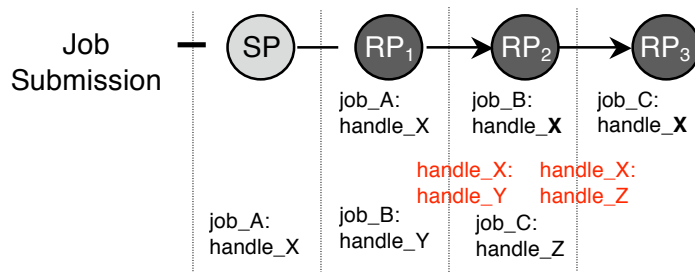 Job
Submission
SP
RP1
RP2
RP3
job_A:
handle_X
job_B:
handle_X
job_C:
handle_X
handle_X:
handle_Y
handle_X:
handle_Z
job_A:
handle_X
job_B:
handle_Y
job_C:
handle_Z